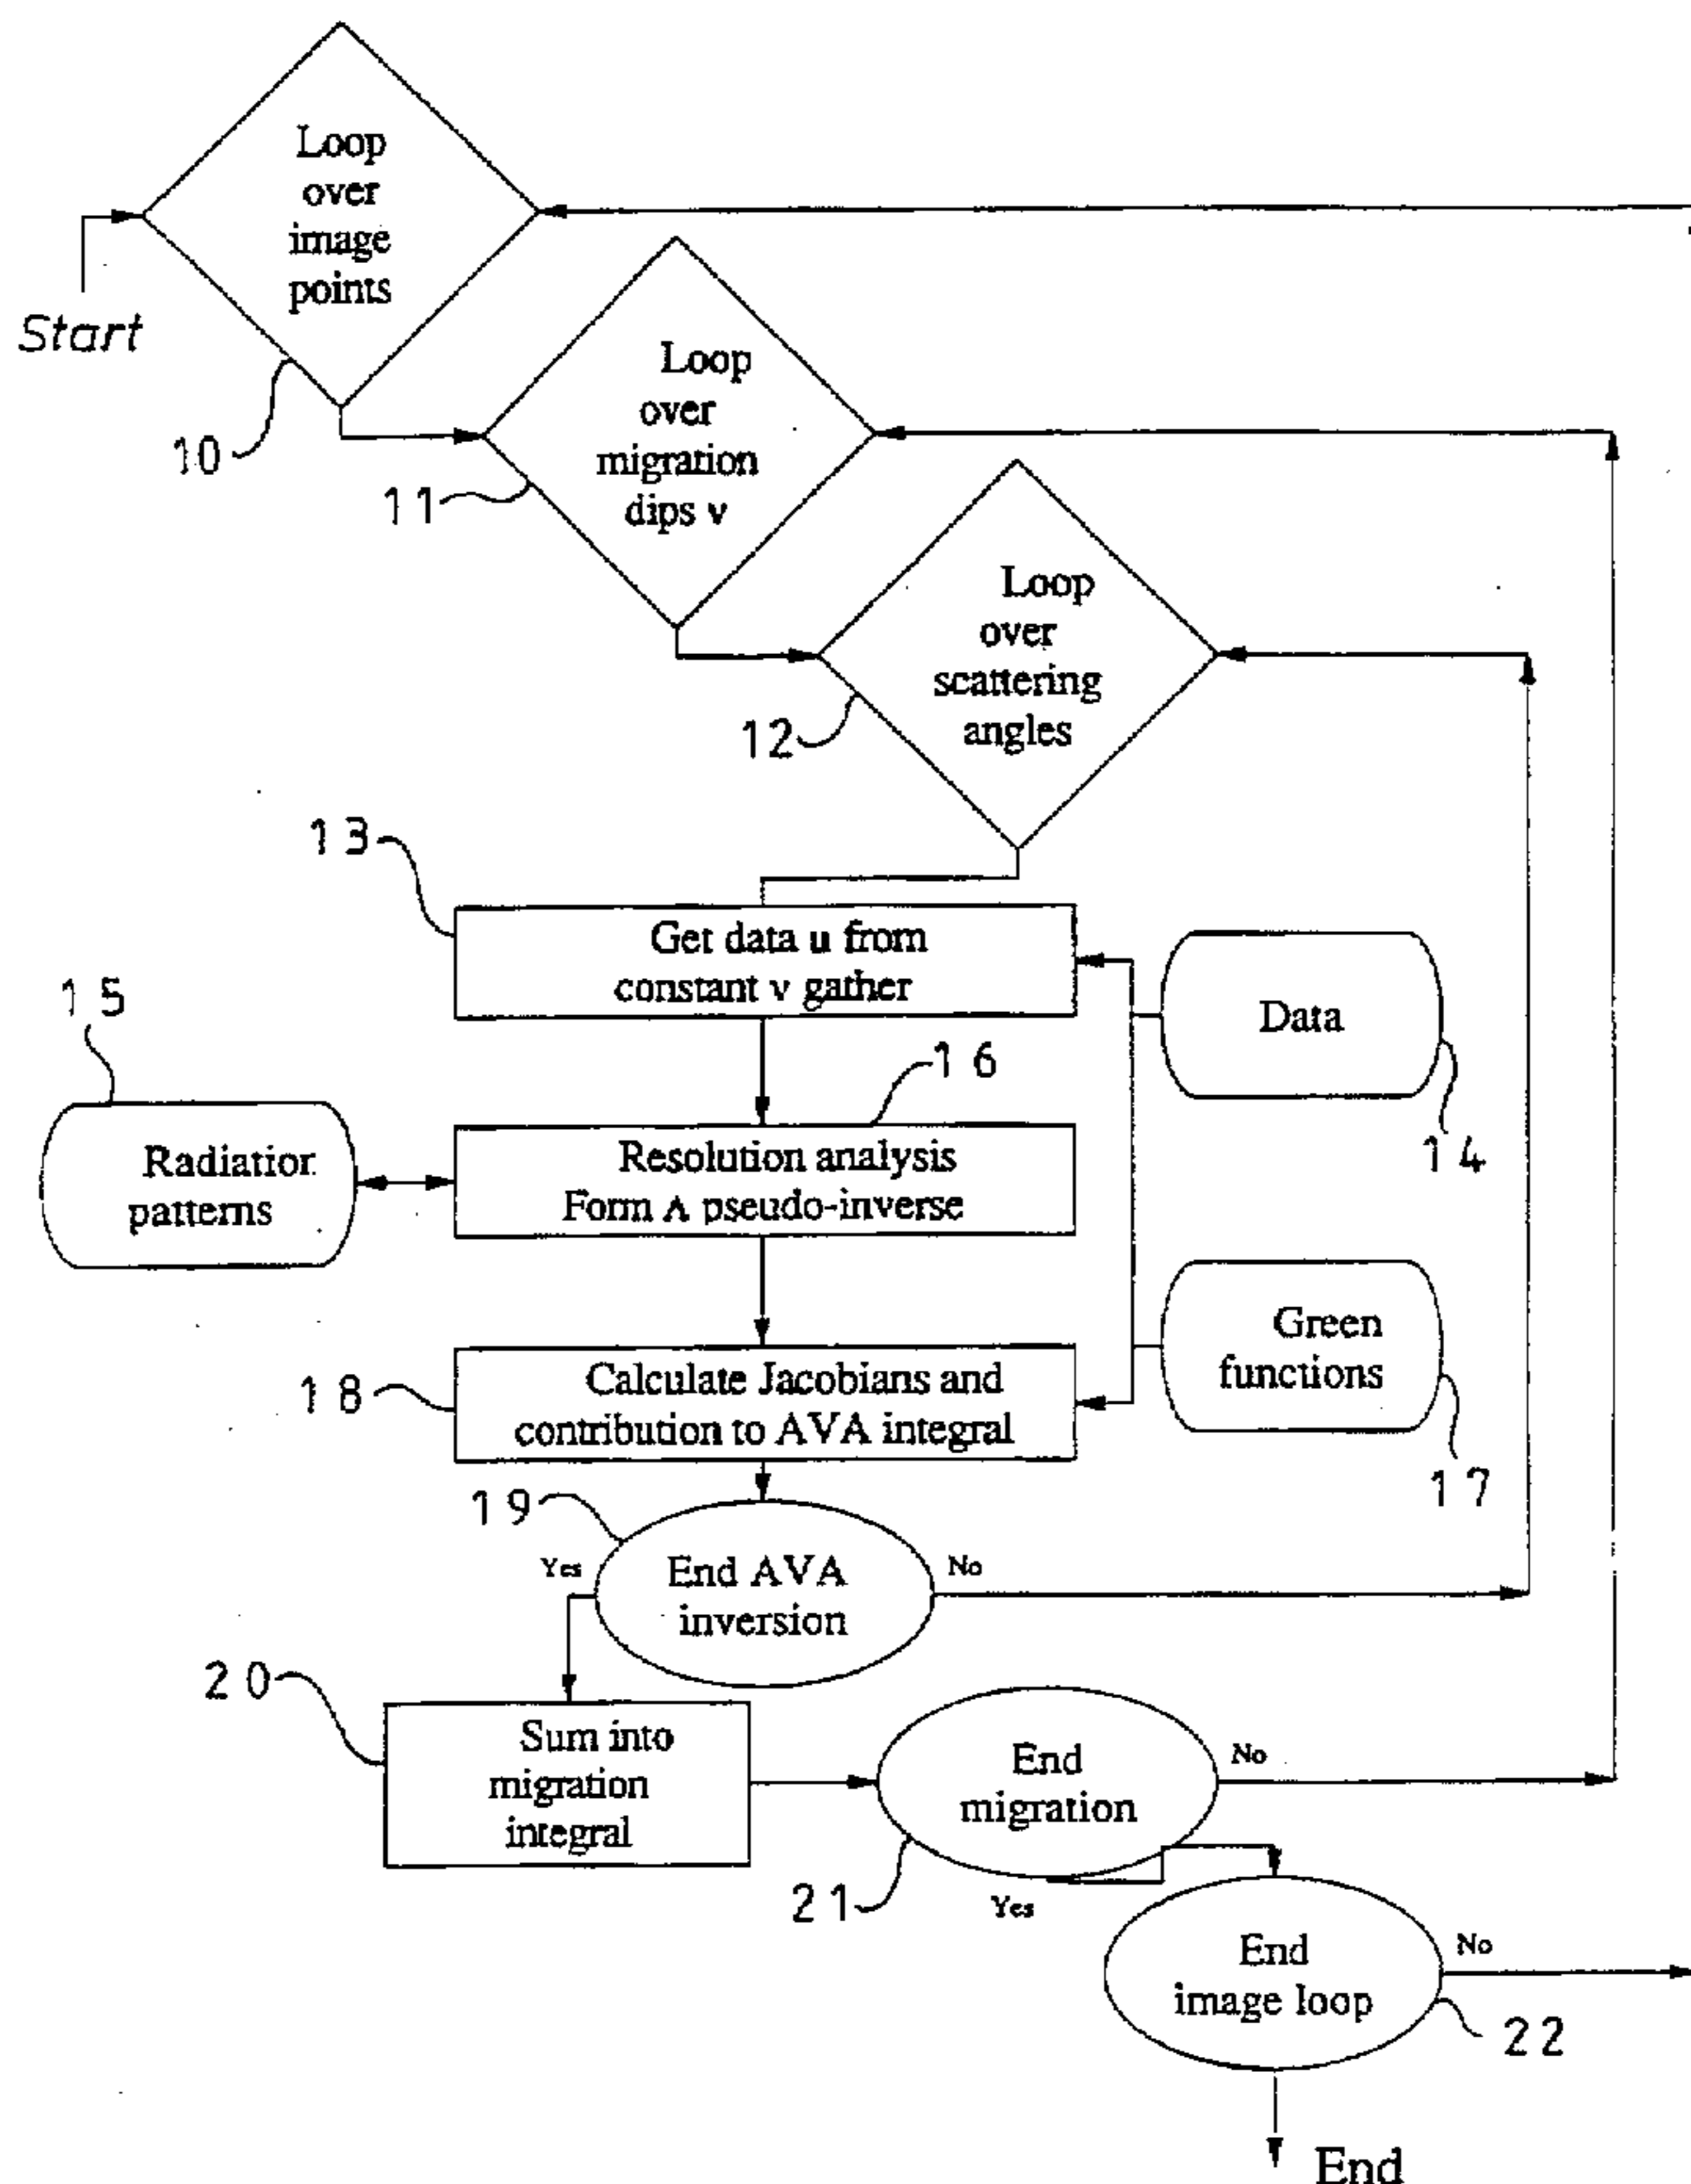 Loop
over
image
points
Start
10
Loop
over
migration
dips ν
11
Loop
over
scattering
angles
12
13
Get data u from
constant ν gather
Data
14
15
Radiation
patterns
16
Resolution analysis
Form Λ pseudo-inverse
Green
functions
17
18
Calculate Jacobians and
contribution to AVA integral
19
Yes
End AVA
inversion
No
20
Sum into
migration
integral
End
migration
No
21
Yes
End
image loop
No
22
End